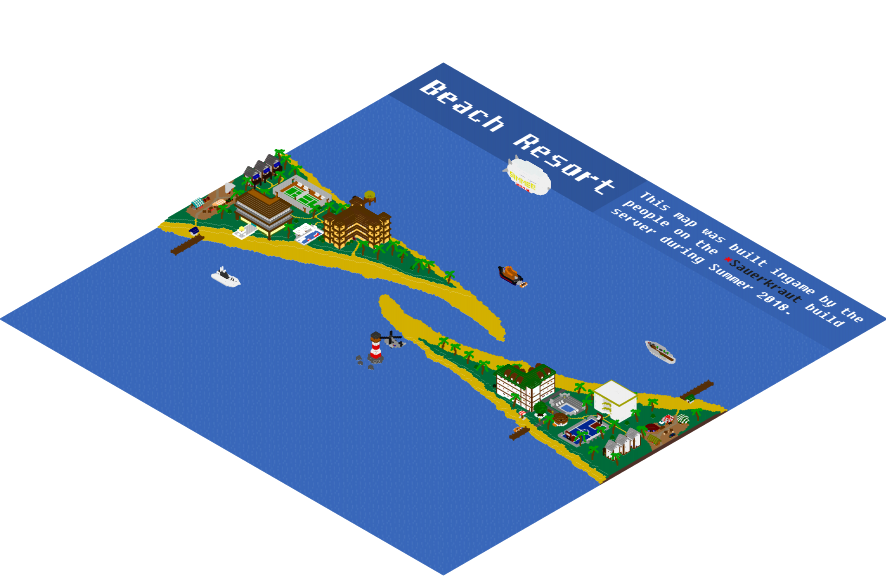 Beach Resort
This map was built ingame by the
people on the *Sauerkraut build
server during Summer 2018.